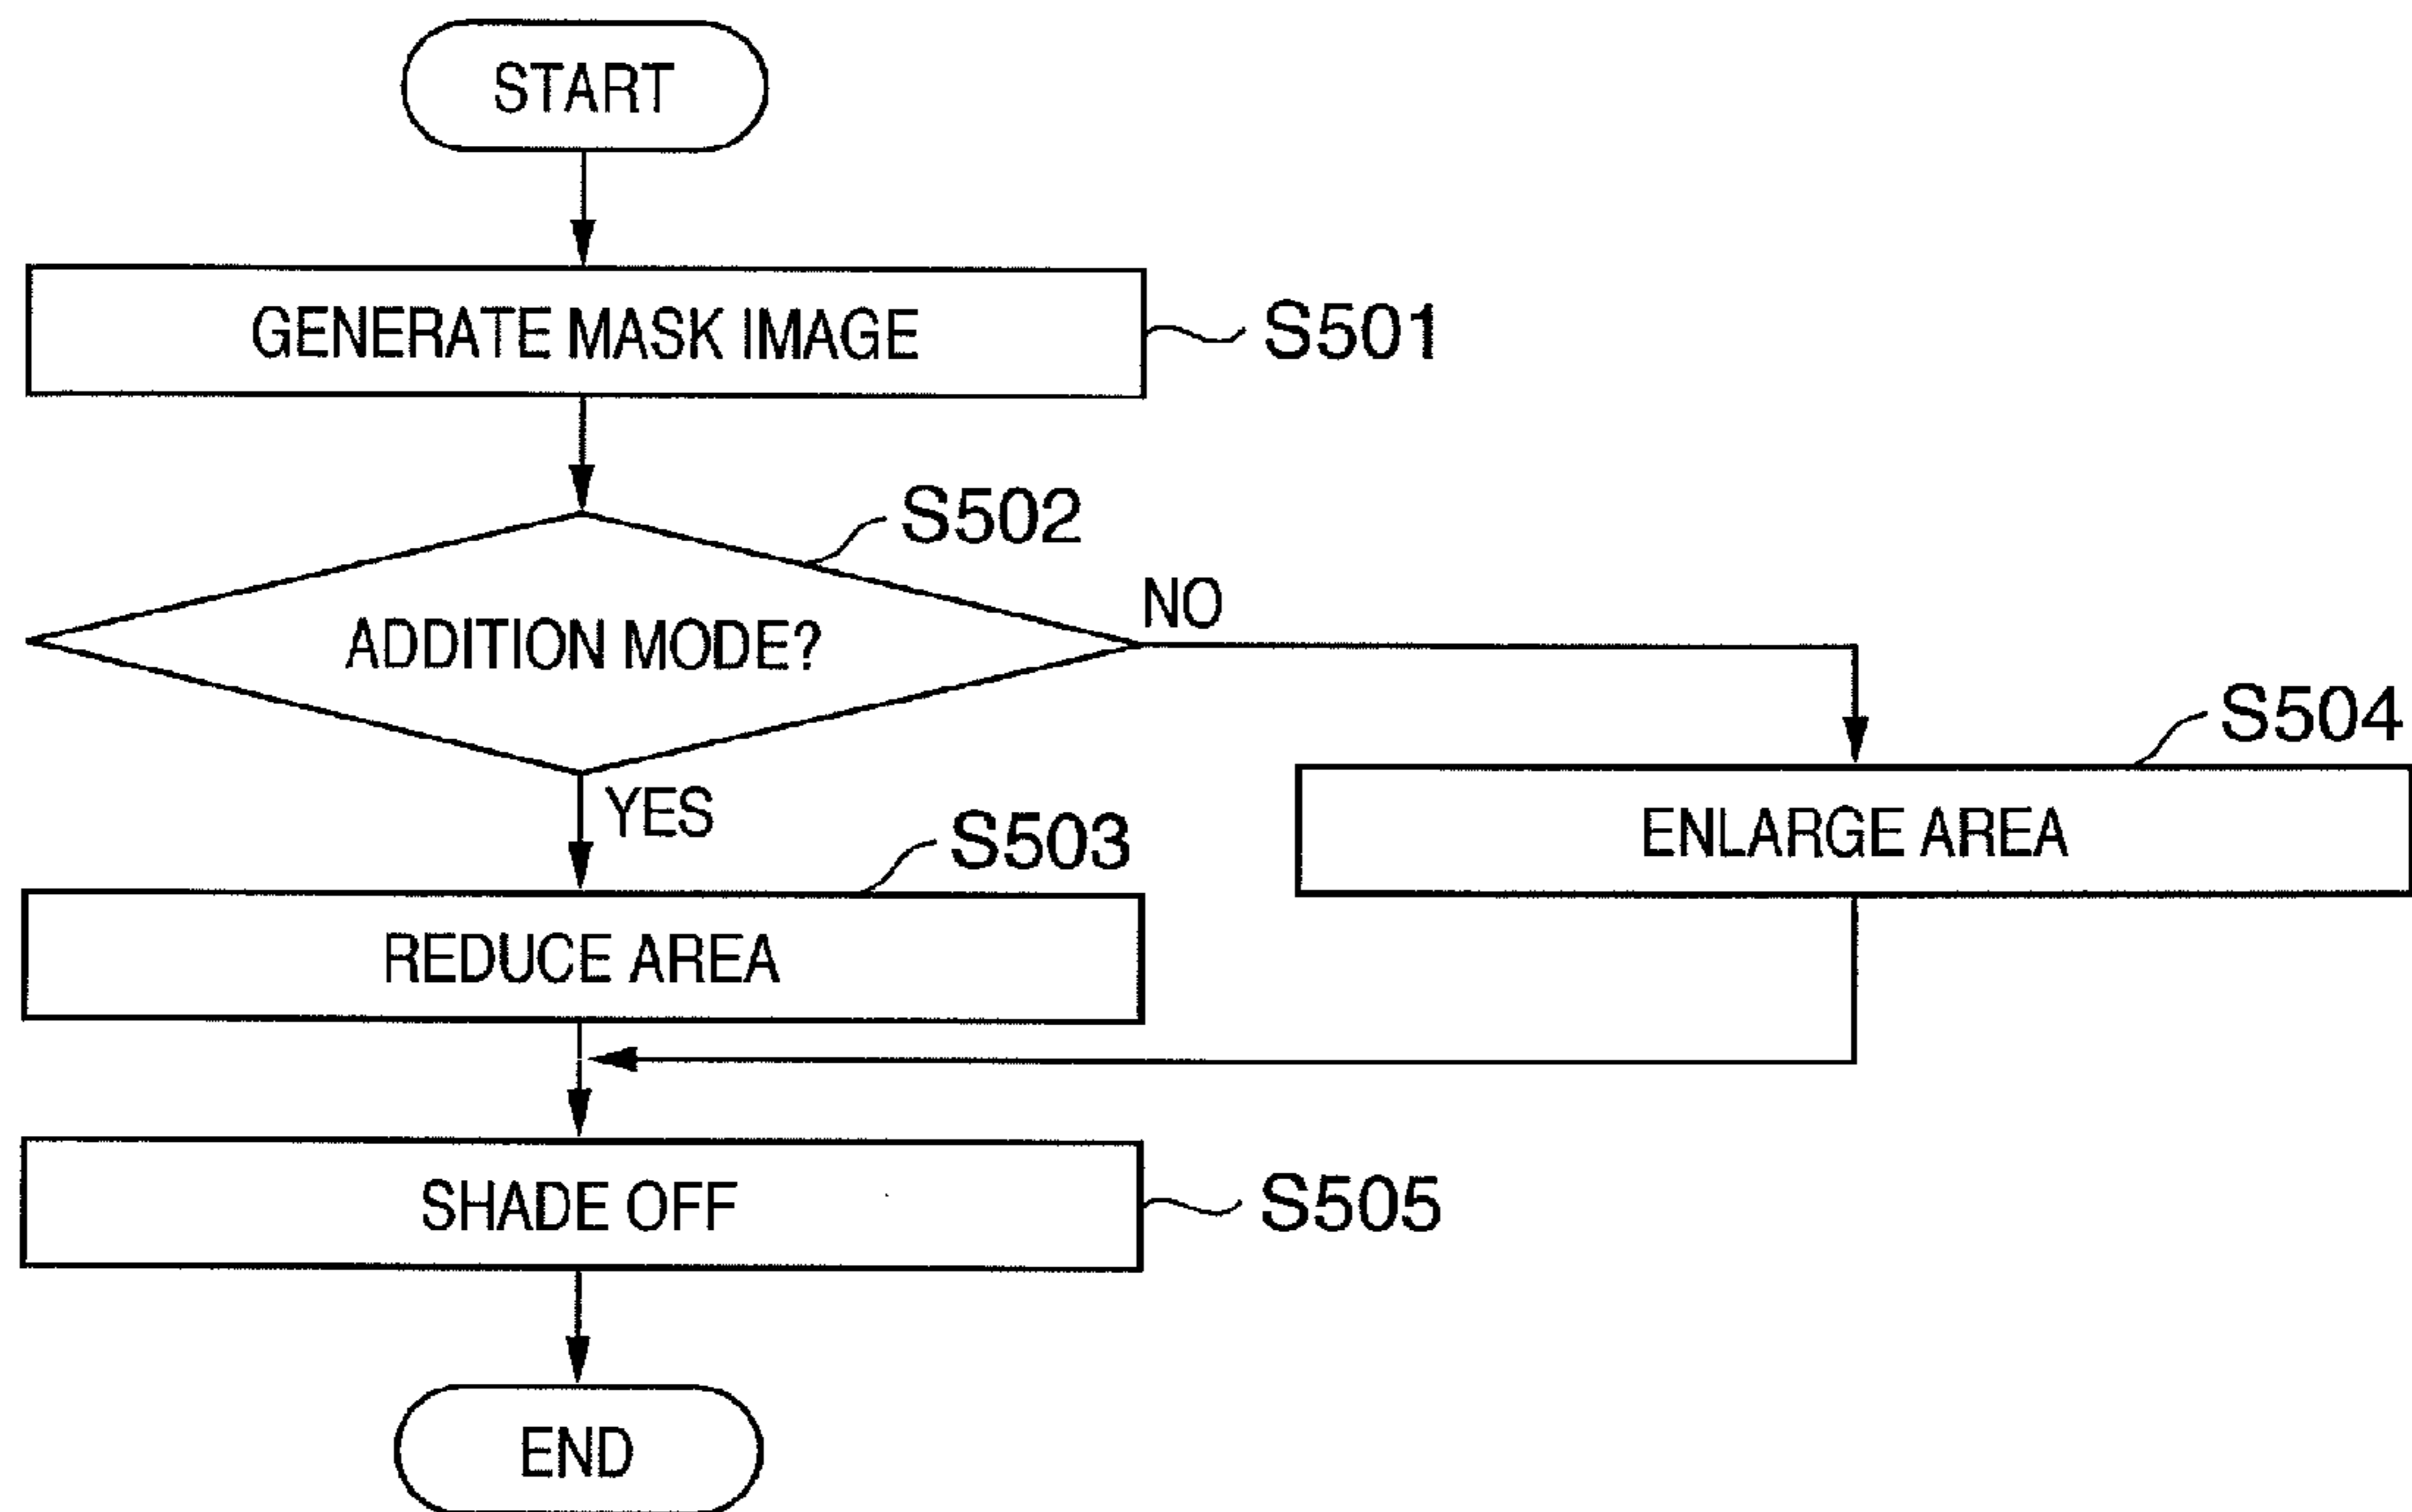 START
GENERATE MASK IMAGE
S501
S502
ADDITION MODE?
NO
YES
S504
ENLARGE AREA
S503
REDUCE AREA
SHADE OFF
S505
END